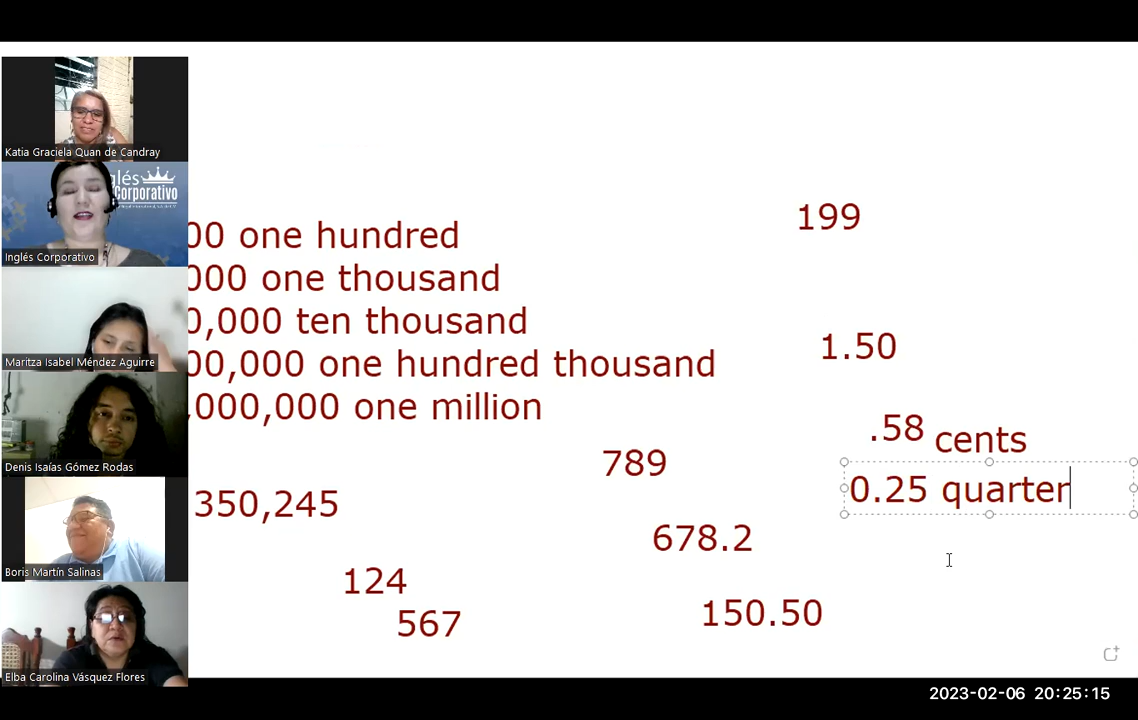 Katia Graciela Quan de Candray
glés
Corporativo
Inglés Corporativo
Maritza Isabel Méndez Aguirre
Denis Isaías Gómez Rodas
Boris Martín Salinas
Elba Carolina Vásquez Flores
199
00 one hundred
000 one thousand
0,000 ten thousand
1.50
00,000 one hundred thousand
,000,000 one million
.58 cents
789
0.25 quarter
350,245
678.2
124
150.50
567
2023-02-06 20:25:15